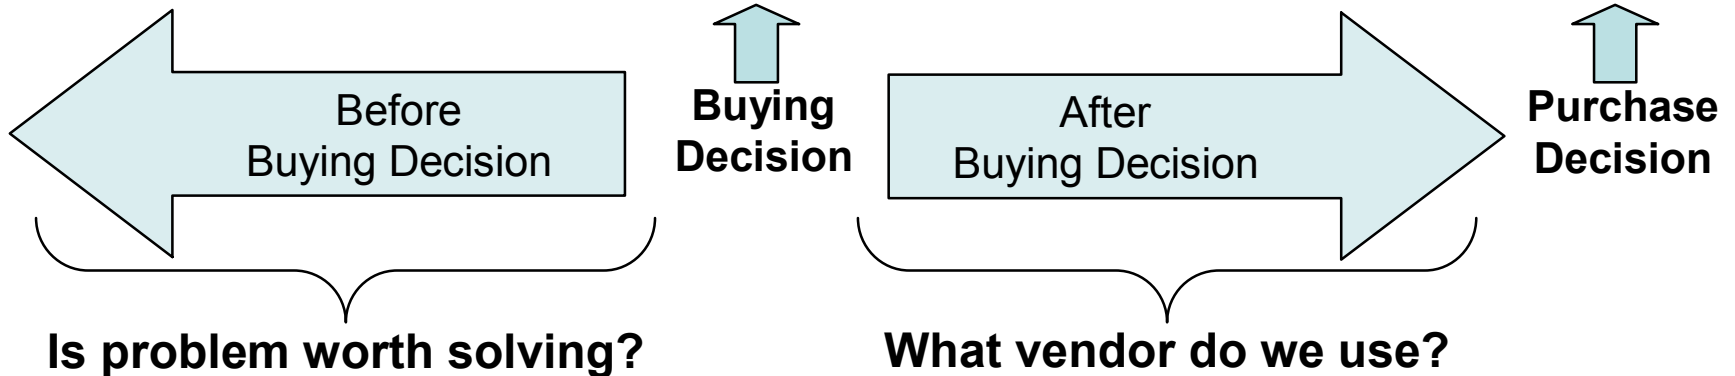 Before
Buying Decision
Buying
Decision
After
Buying Decision
Purchase
Decision
Is problem worth solving?
What vendor do we use?